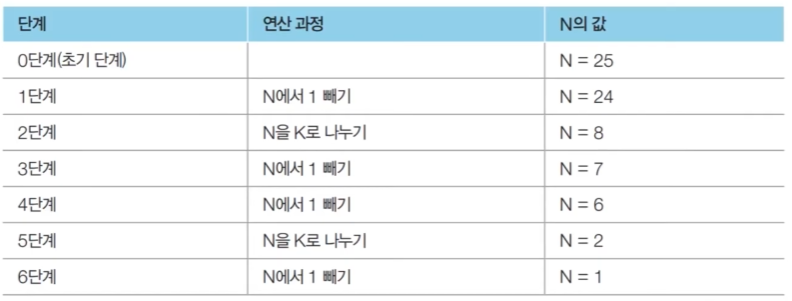 단계 연산 과정 N의 값
0단계(초기 단계) N = 25
1단계 N에서 1 빼기 N = 24
2단계 N을 K로 나누기 N = 8
3단계 N에서 1 빼기 N = 7
4단계 N에서 1 빼기 N = 6
5단계 N을 K로 나누기 N = 2
6단계 N에서 1 빼기 N = 1